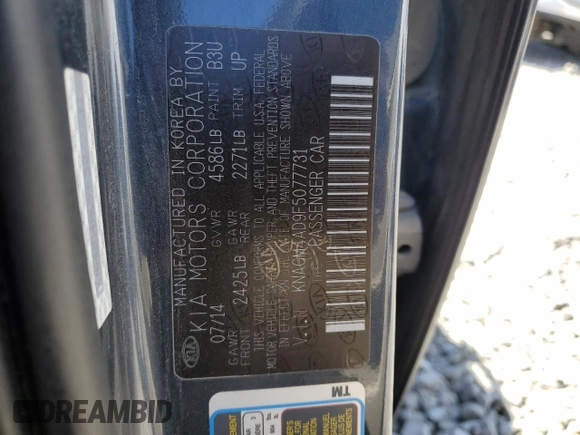 MANUFACTURED IN KOREA BY
KIA MOTORS CORPORATION
07/14 GVWR 4586LB PAINT B3U
GAWR FRONT 2425LB GAWR REAR 2271LB TRIM UP
THIS VEHICLE CONFORMS TO ALL APPLICABLE U.S.A. FEDERAL
MOTOR VEHICLE SAFETY BUMPER AND THEFT PREVENTION STANDARDS
IN EFFECT ON THE DATE OF MANUFACTURE SHOWN ABOVE
V.I.N
PASSENGER CAR
KIA
TM
DREAMBID